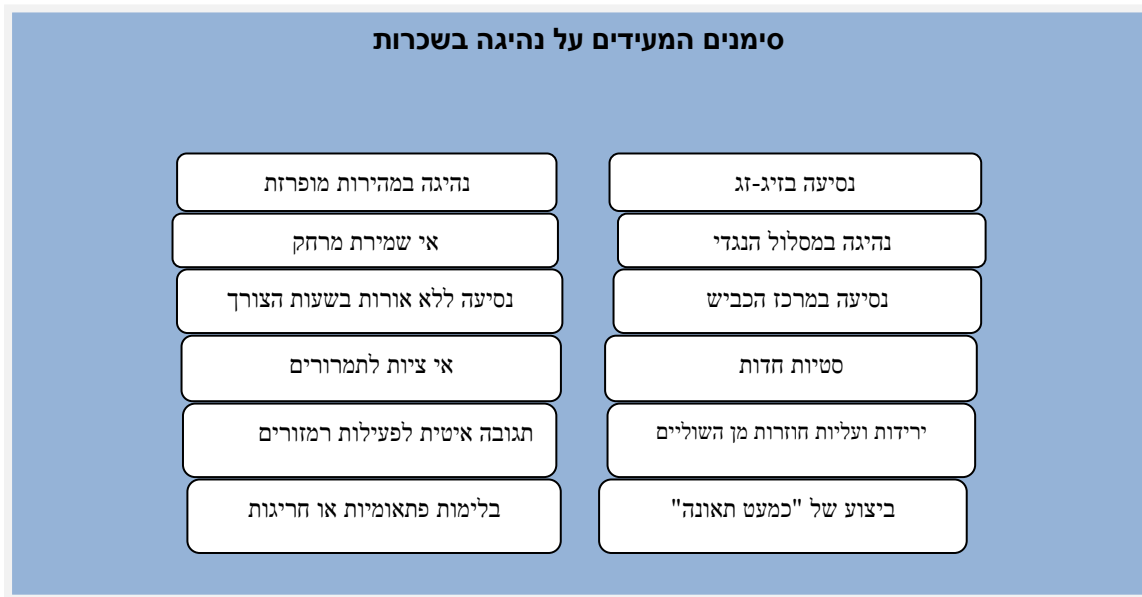 סימנים המעידים על נהיגה בשכרות
נסיעה בזיג-זג
נהיגה במסלול הנגדי
נסיעה במרכז הכביש
סטיות חדות
ירידות ועליות חוזרות מן השוליים
ביצוע של "כמעט תאונה"
נהיגה במהירות מופרזת
אי שמירת מרחק
נסיעה ללא אורות בשעות הצורך
אי ציות לתמרורים
תגובה איטית לפעילות רמזורים
בלימות פתאומיות או חריגות